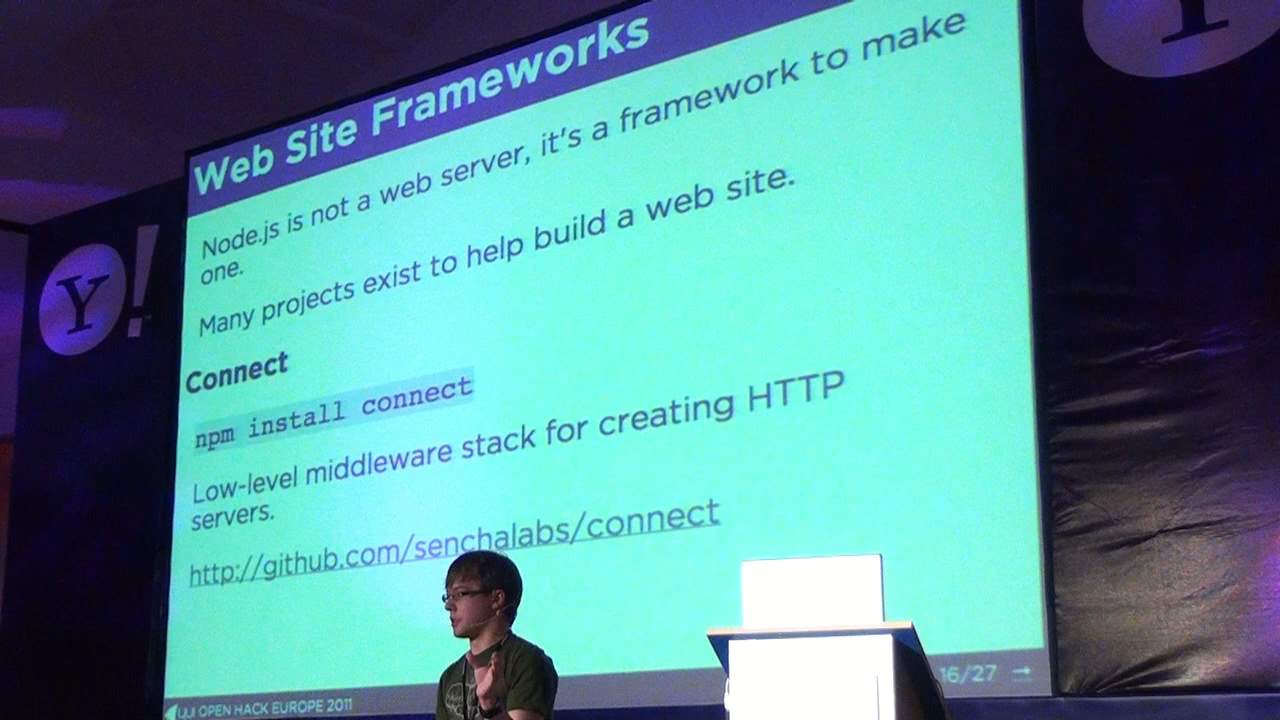 Web Site Frameworks
Node.js is not a web server, it's a framework to make
one.
Many projects exist to help build a web site.
Connect
npm install connect
Low-level middleware stack for creating HTTP
servers.
http://github.com/senchalabs/connect
OPEN HACK EUROPE 2011
16/27 →
Y!
Y